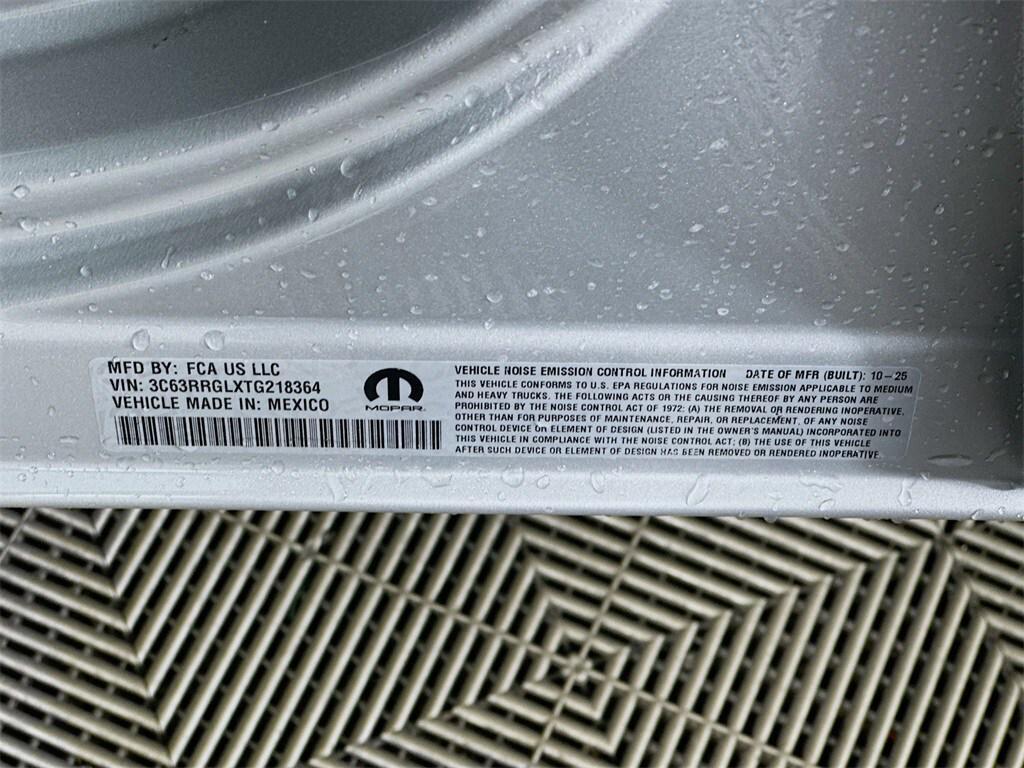 MFD BY: FCA US LLC
VIN: 3C63RRGLXTG218364
VEHICLE MADE IN: MEXICO
MOPAR
VEHICLE NOISE EMISSION CONTROL INFORMATION DATE OF MFR (BUILT): 10-25
THIS VEHICLE CONFORMS TO U.S. EPA REGULATIONS FOR NOISE EMISSION APPLICABLE TO MEDIUM
AND HEAVY TRUCKS. THE FOLLOWING ACTS OR THE CAUSING THEREOF BY ANY PERSON ARE
PROHIBITED BY THE NOISE CONTROL ACT OF 1972: (A) THE REMOVAL OR RENDERING INOPERATIVE,
OTHER THAN FOR PURPOSES OF MAINTENANCE, REPAIR, OR REPLACEMENT, OF ANY NOISE
CONTROL DEVICE OR ELEMENT OF DESIGN (LISTED IN THE OWNER'S MANUAL) INCORPORATED INTO
THIS VEHICLE IN COMPLIANCE WITH THE NOISE CONTROL ACT; (B) THE USE OF THIS VEHICLE
AFTER SUCH DEVICE OR ELEMENT OF DESIGN HAS BEEN REMOVED OR RENDERED INOPERATIVE.